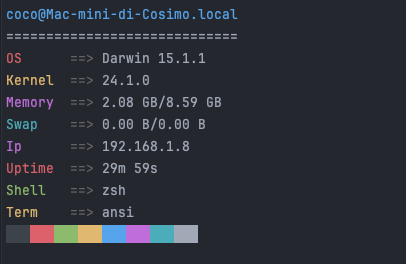 coco@Mac-mini-di-Cosimo.local
=============================
OS ==> Darwin 15.1.1
Kernel ==> 24.1.0
Memory ==> 2.08 GB/8.59 GB
Swap ==> 0.00 B/0.00 B
Ip ==> 192.168.1.8
Uptime ==> 29m 59s
Shell ==> zsh
Term ==> ansi